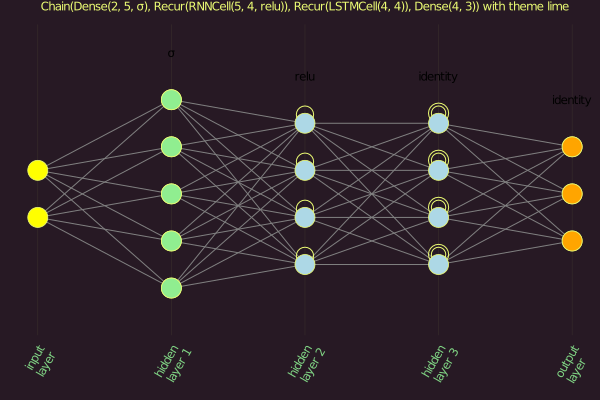 Chain(Dense(2, 5, σ), Recur(RNNCell(5, 4, relu)), Recur(LSTMCell(4, 4)), Dense(4, 3)) with theme lime
σ
relu
identity
identity
input
layer
hidden
layer 1
hidden
layer 2
hidden
layer 3
output
layer